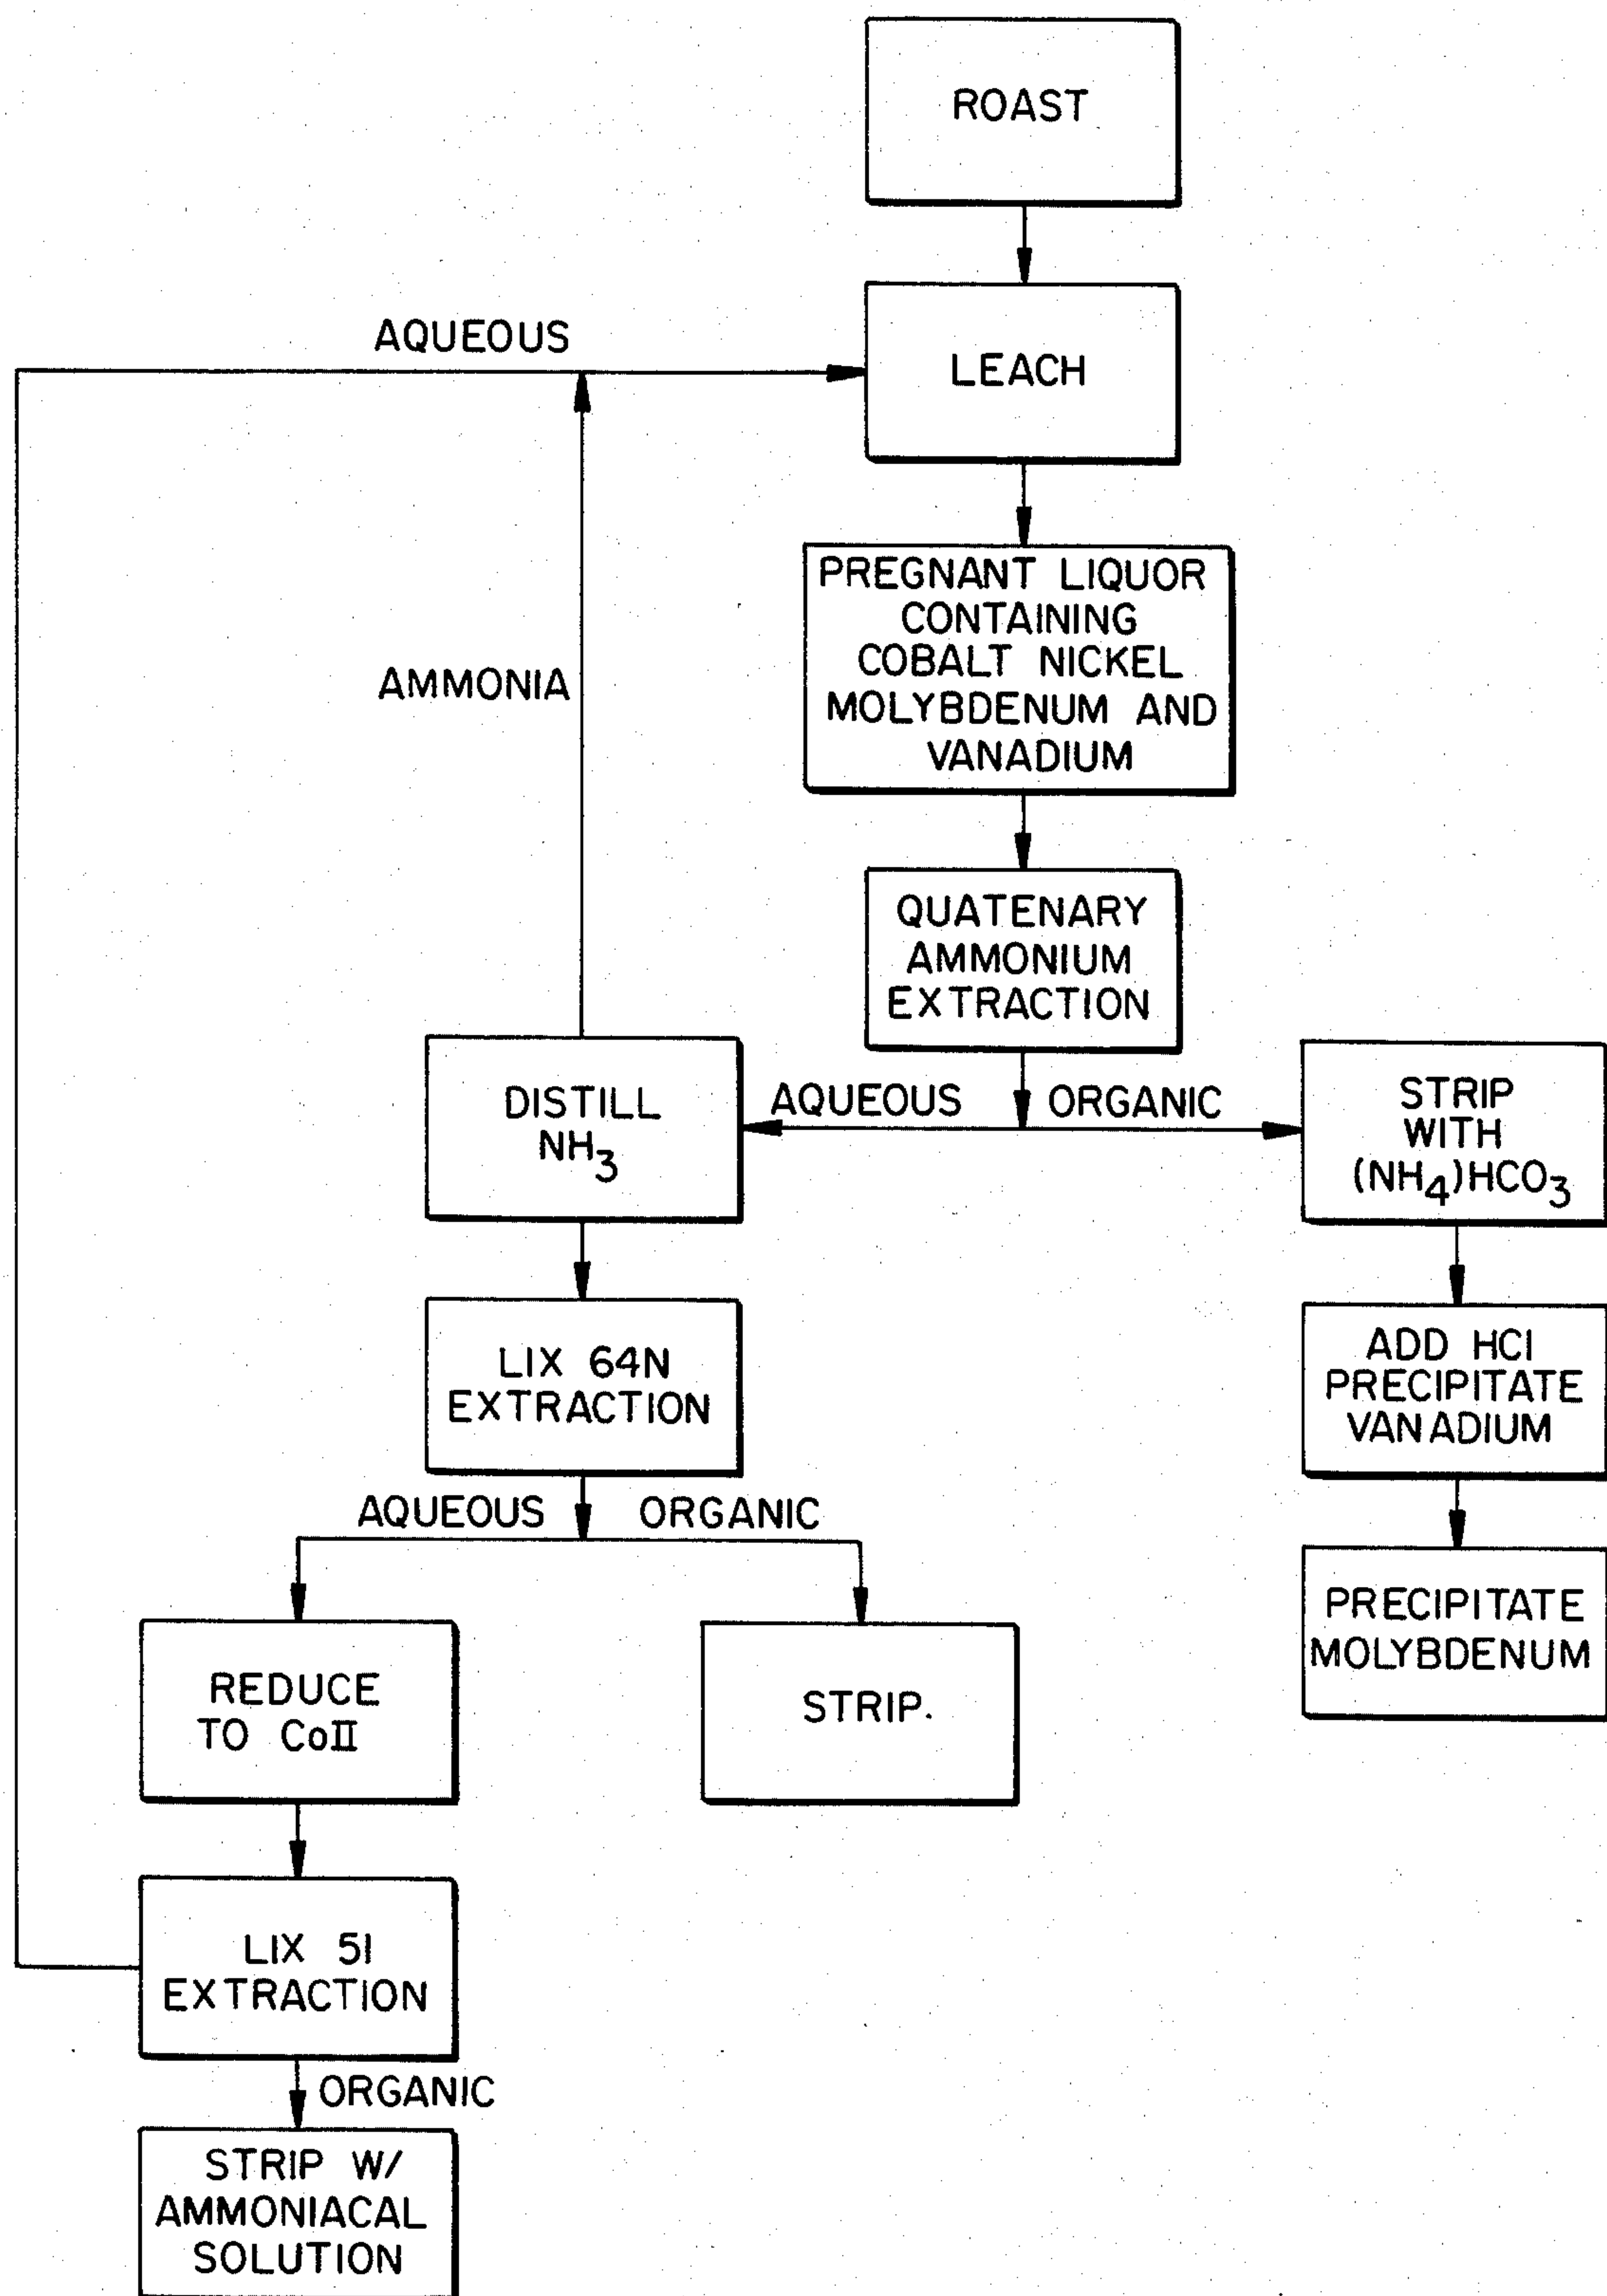 ROAST
AQUEOUS
LEACH
PREGNANT LIQUOR
CONTAINING
COBALT NICKEL
MOLYBDENUM AND
VANADIUM
AMMONIA
QUATENARY
AMMONIUM
EXTRACTION
DISTILL
NH3
AQUEOUS
ORGANIC
STRIP
WITH
(NH4)HCO3
LIX 64N
EXTRACTION
ADD HCl
PRECIPITATE
VANADIUM
AQUEOUS
ORGANIC
REDUCE
TO CoII
STRIP.
PRECIPITATE
MOLYBDENUM
LIX 51
EXTRACTION
ORGANIC
STRIP W/
AMMONIACAL
SOLUTION